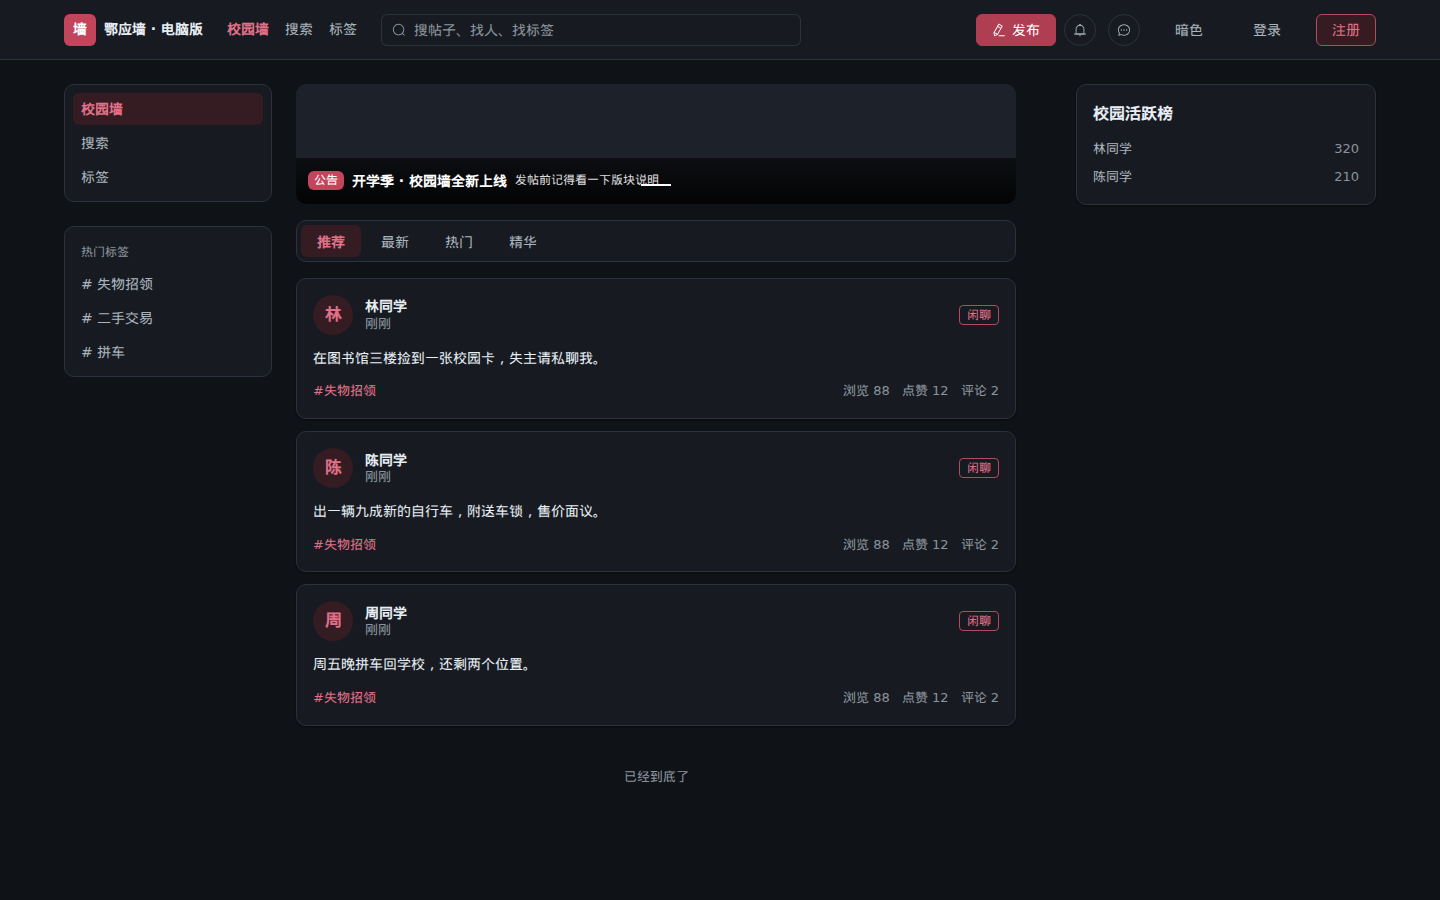 墙 鄂应墙 · 电脑版 校园墙 搜索 标签 搜帖子、找人、找标签 发布 暗色 登录 注册
校园墙
搜索
标签
热门标签
# 失物招领
# 二手交易
# 拼车
公告 开学季 · 校园墙全新上线 发帖前记得看一下版块说明
推荐 最新 热门 精华
林 林同学 闲聊
刚刚
在图书馆三楼捡到一张校园卡，失主请私聊我。
#失物招领 浏览 88 点赞 12 评论 2
陈 陈同学 闲聊
刚刚
出一辆九成新的自行车，附送车锁，售价面议。
#失物招领 浏览 88 点赞 12 评论 2
周 周同学 闲聊
刚刚
周五晚拼车回学校，还剩两个位置。
#失物招领 浏览 88 点赞 12 评论 2
已经到底了
校园活跃榜
林同学 320
陈同学 210